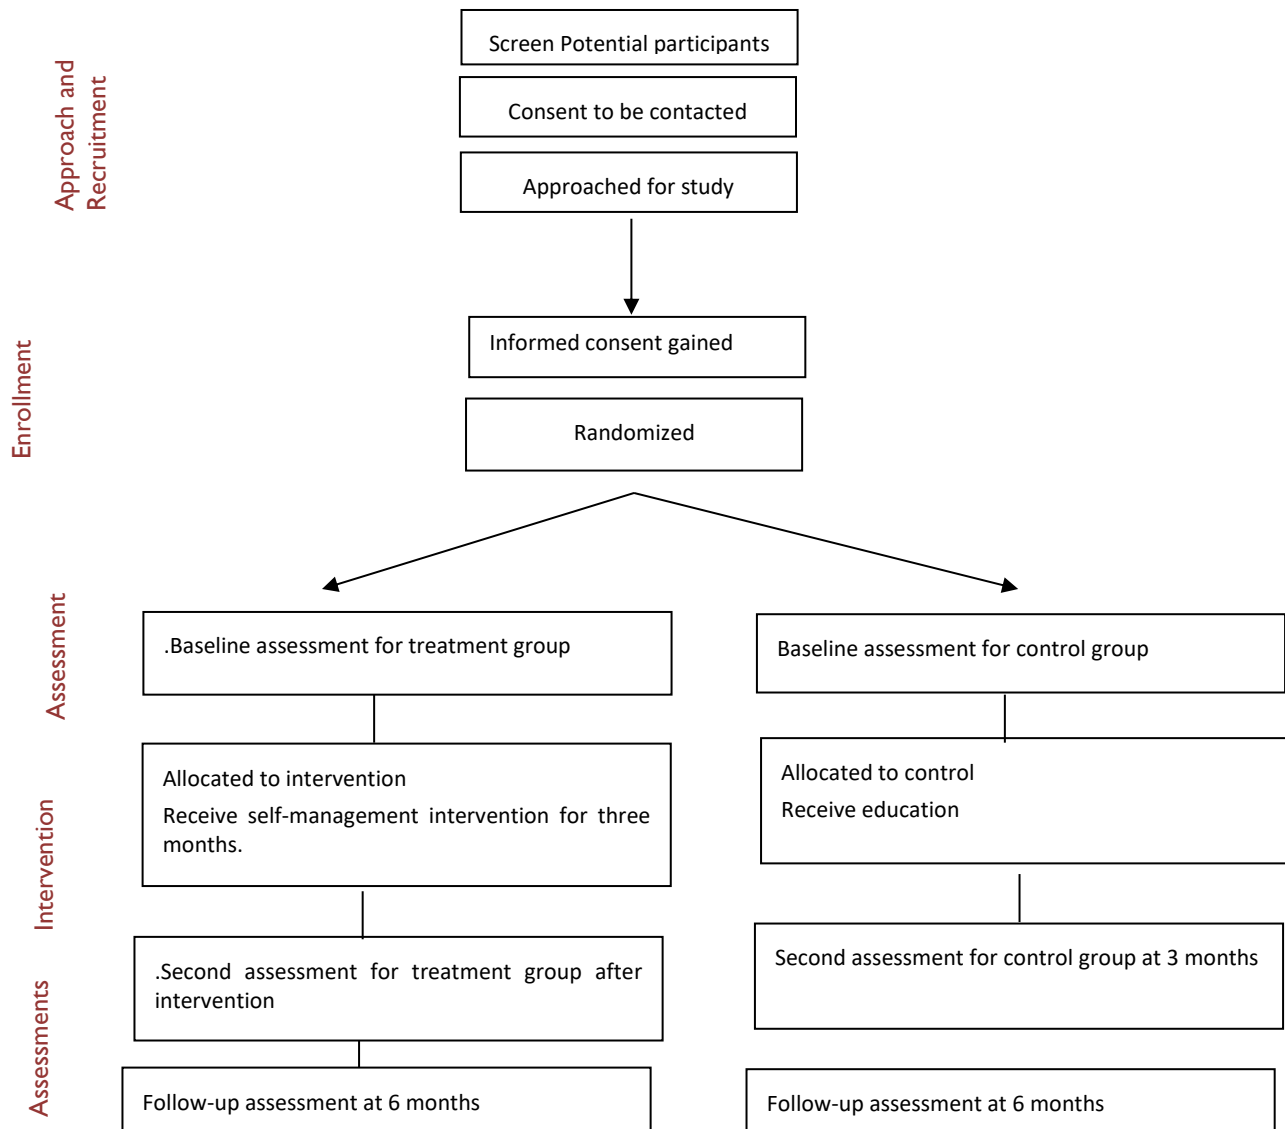 Screen Potential participants
Approach and
Recruitment
Consent to be contacted
Approached for study
Enrollment
Informed consent gained
Randomized
Assessment
.Baseline assessment for treatment group
Baseline assessment for control group
Intervention
Allocated to intervention
Receive self-management intervention for three
months.
Allocated to control
Receive education
Assessments
.Second assessment for treatment group after
intervention
Second assessment for control group at 3 months
Follow-up assessment at 6 months
Follow-up assessment at 6 months